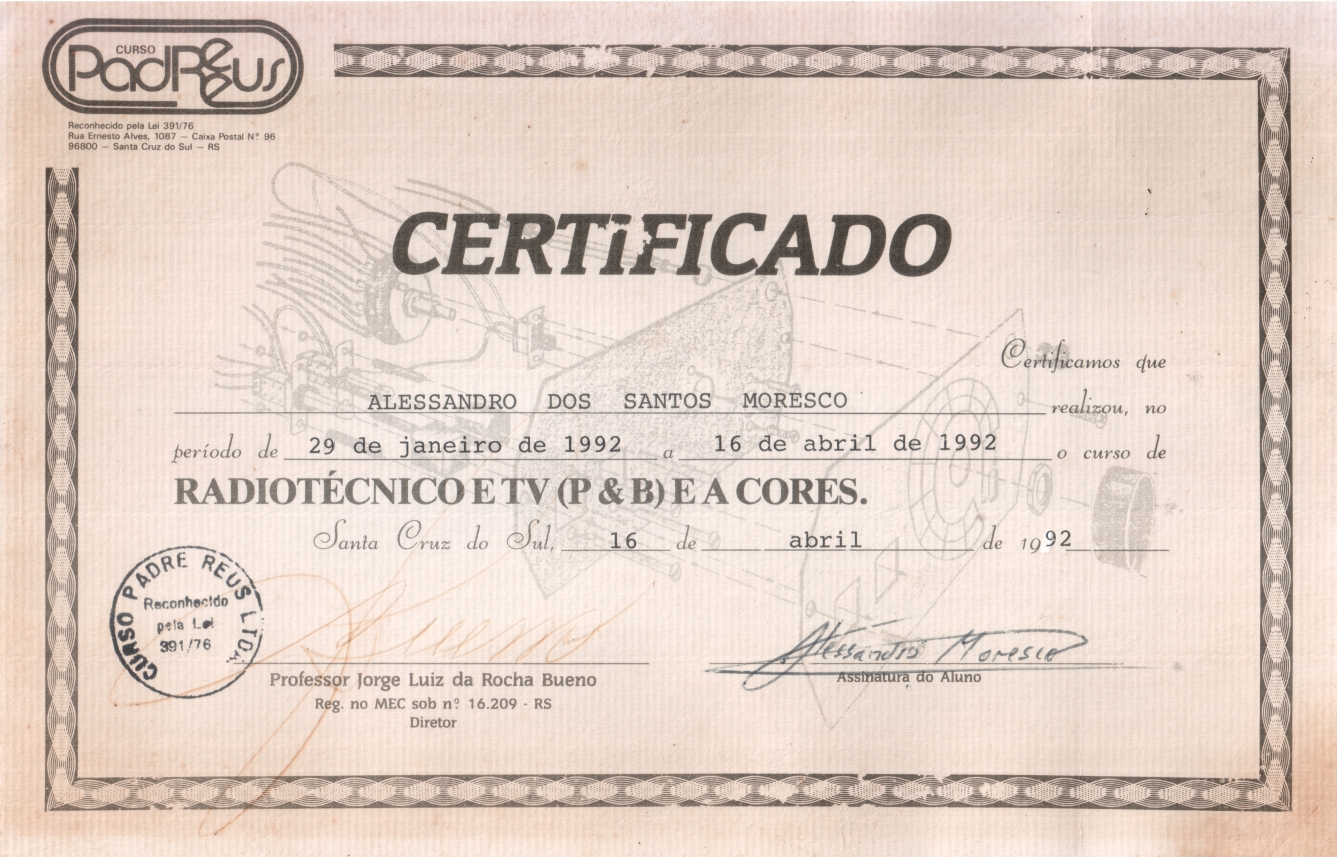 CURSO
PadReus
Reconhecido pela Lei 391/76
Rua Ernesto Alves, 1087 — Caixa Postal Nº 96
96800 — Santa Cruz do Sul — RS
CERTIFICADO
Certificamos que
ALESSANDRO DOS SANTOS MORESCO realizou, no
período de 29 de janeiro de 1992 a 16 de abril de 1992 o curso de
RADIOTÉCNICO E TV (P & B) E A CORES.
Santa Cruz do Sul, 16 de abril de 1992
CURSO PADRE REUS LTDA
Reconhecido
pela Lei
391/76
Alessandro Moresco
Professor Jorge Luiz da Rocha Bueno
Assinatura do Aluno
Reg. no MEC sob nº 16.209 - RS
Diretor